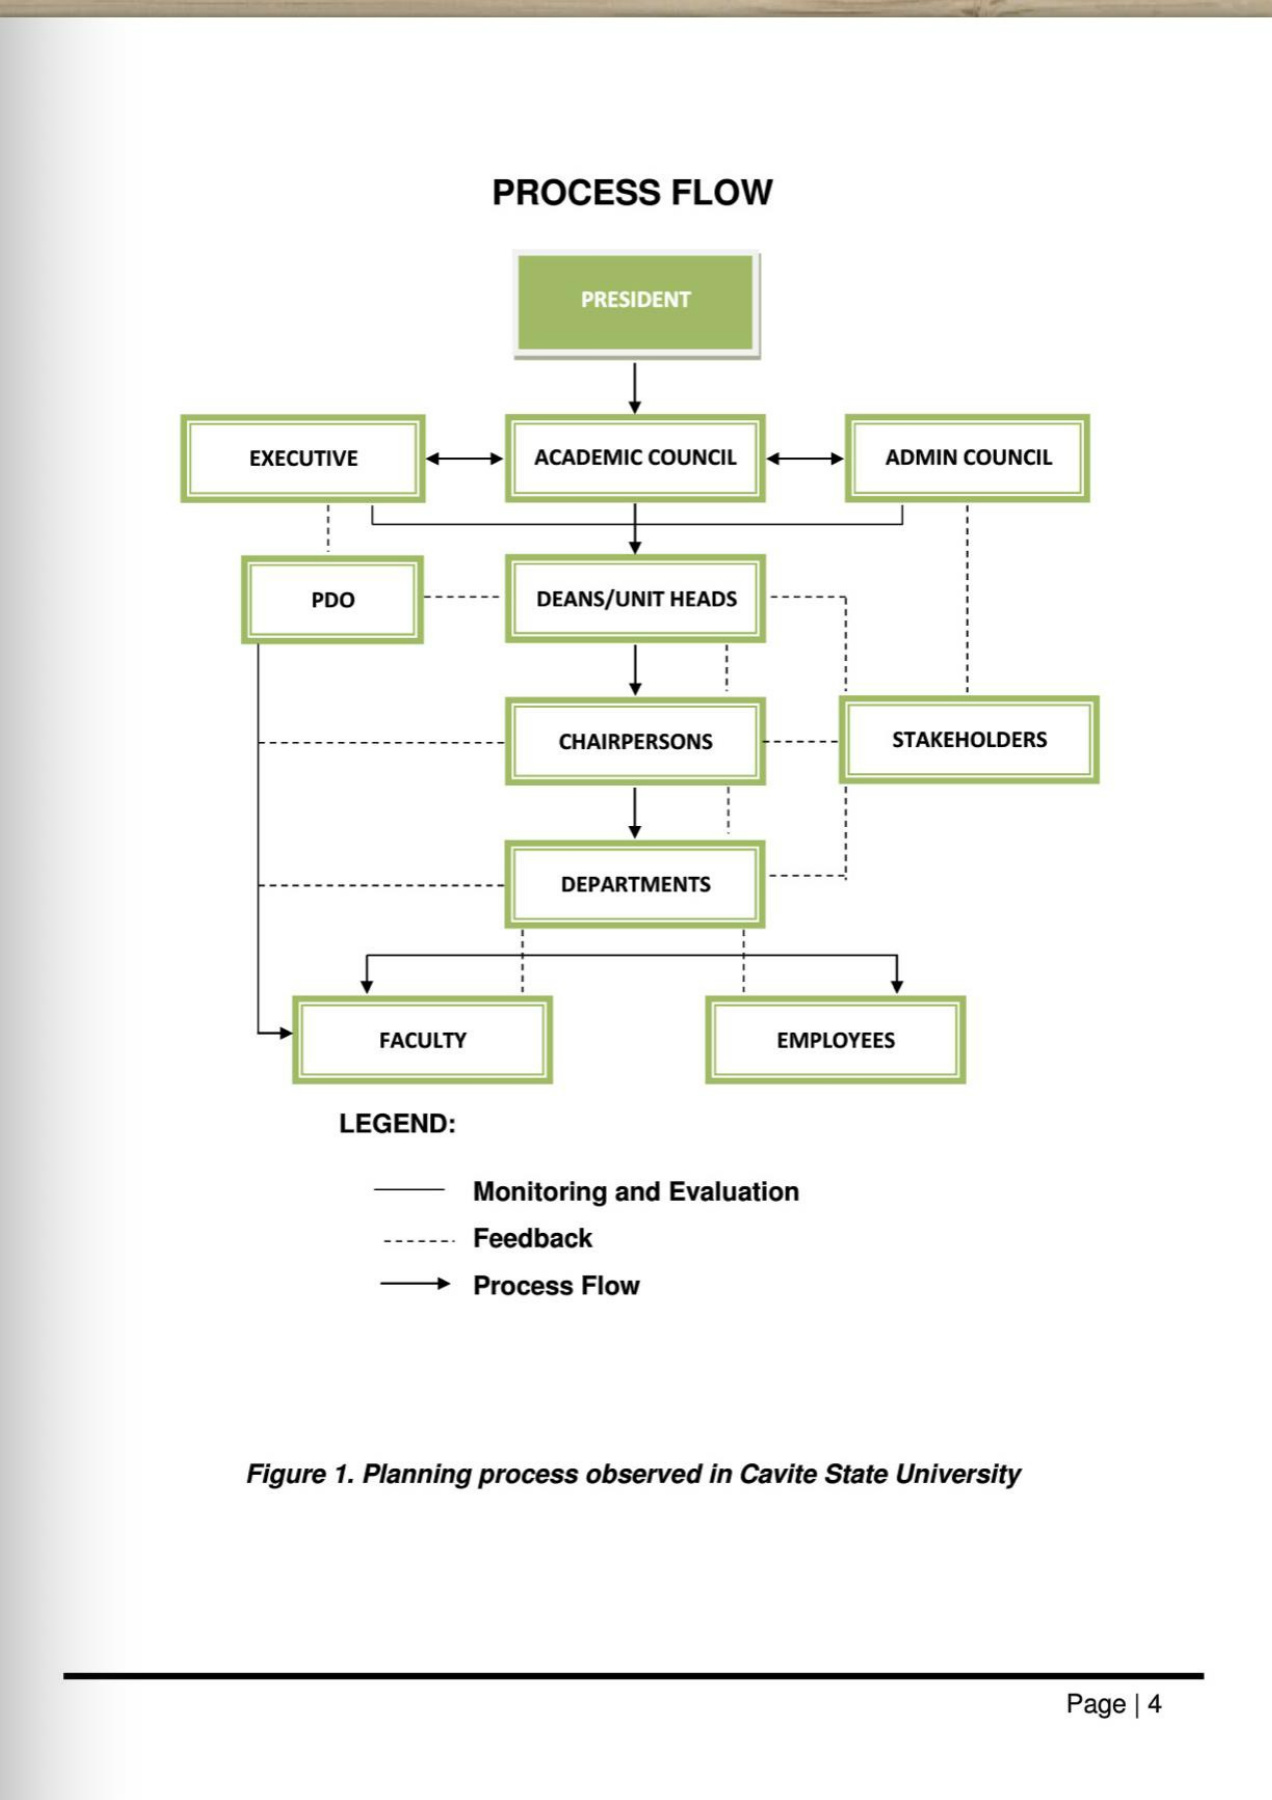 PROCESS FLOW
PRESIDENT
EXECUTIVE
ACADEMIC COUNCIL
ADMIN COUNCIL
PDO
DEANS/UNIT HEADS
CHAIRPERSONS
STAKEHOLDERS
DEPARTMENTS
FACULTY
EMPLOYEES
LEGEND:
Monitoring and Evaluation
Feedback
Process Flow
Figure 1. Planning process observed in Cavite State University
Page | 4